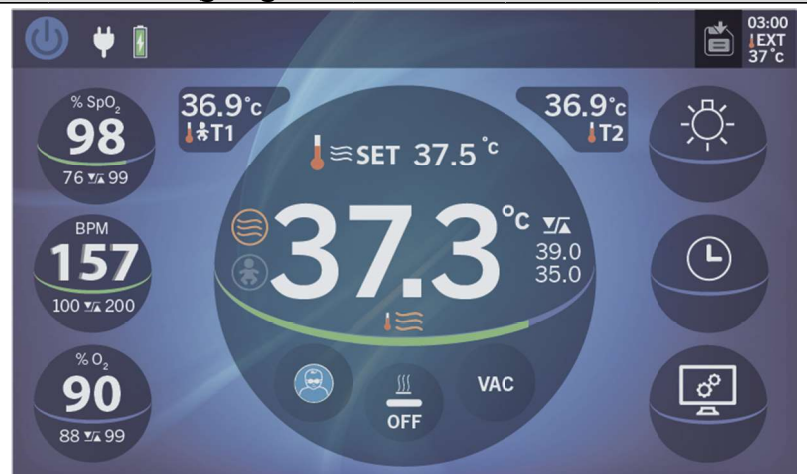 03:00
EXT
37°C
% SpO₂
98
76 99
36.9°C
T1
36.9°C
T2
SET 37.5°C
37.3°C
39.0
35.0
BPM
157
100 200
% O₂
90
88 99
OFF
VAC